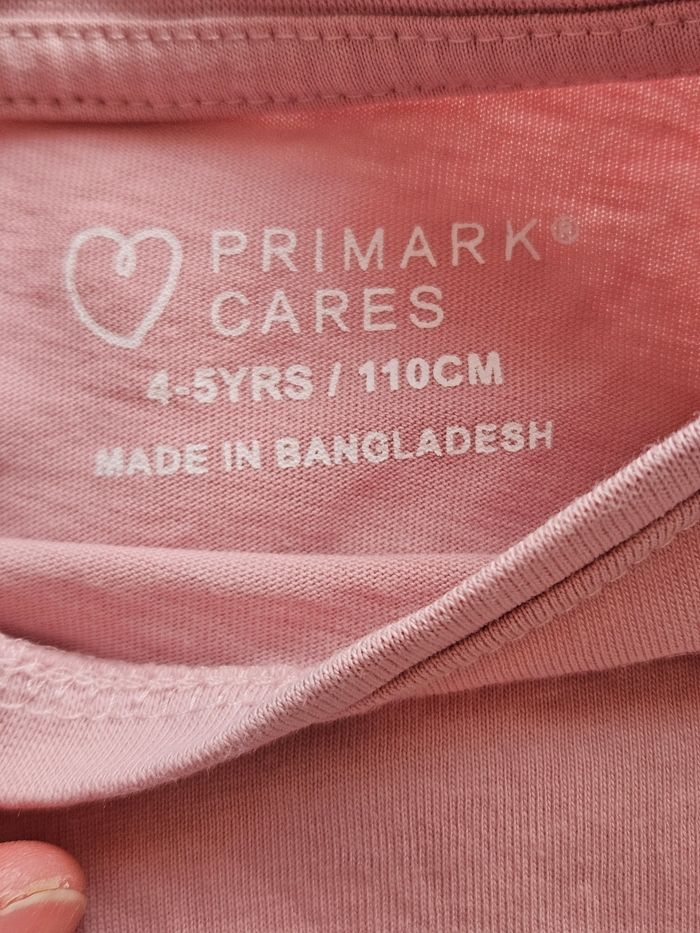 PRIMARK®
CARES
4-5YRS / 110CM
MADE IN BANGLADESH